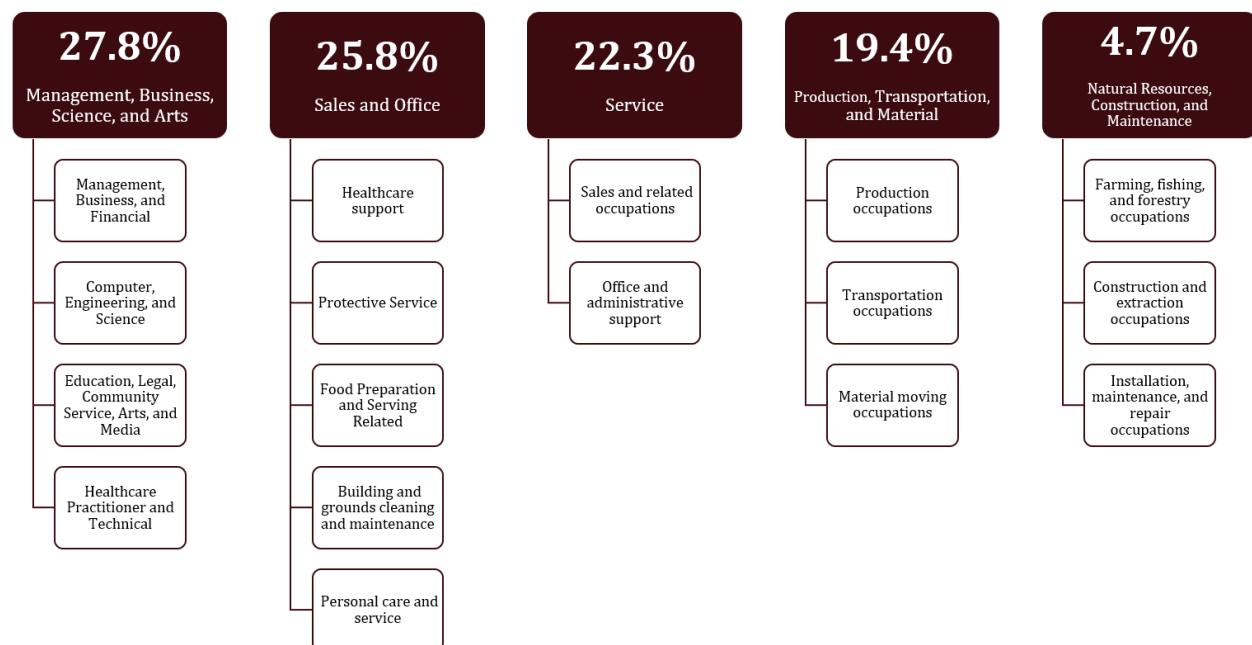 27.8%
Management, Business,
Science, and Arts
Management,
Business, and
Financial
Computer,
Engineering, and
Science
Education, Legal,
Community
Service, Arts, and
Media
Healthcare
Practitioner and
Technical
25.8%
Sales and Office
Healthcare
support
Protective Service
Food Preparation
and Serving
Related
Building and
grounds cleaning
and maintenance
Personal care and
service
22.3%
Service
Sales and related
occupations
Office and
administrative
support
19.4%
Production, Transportation,
and Material
Production
occupations
Transportation
occupations
Material moving
occupations
4.7%
Natural Resources,
Construction, and
Maintenance
Farming, fishing,
and forestry
occupations
Construction and
extraction
occupations
Installation,
maintenance, and
repair
occupations